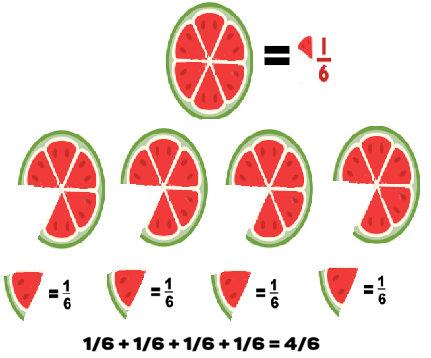 = 1/6
= 1/6 = 1/6 = 1/6 = 1/6
1/6 + 1/6 + 1/6 + 1/6 = 4/6